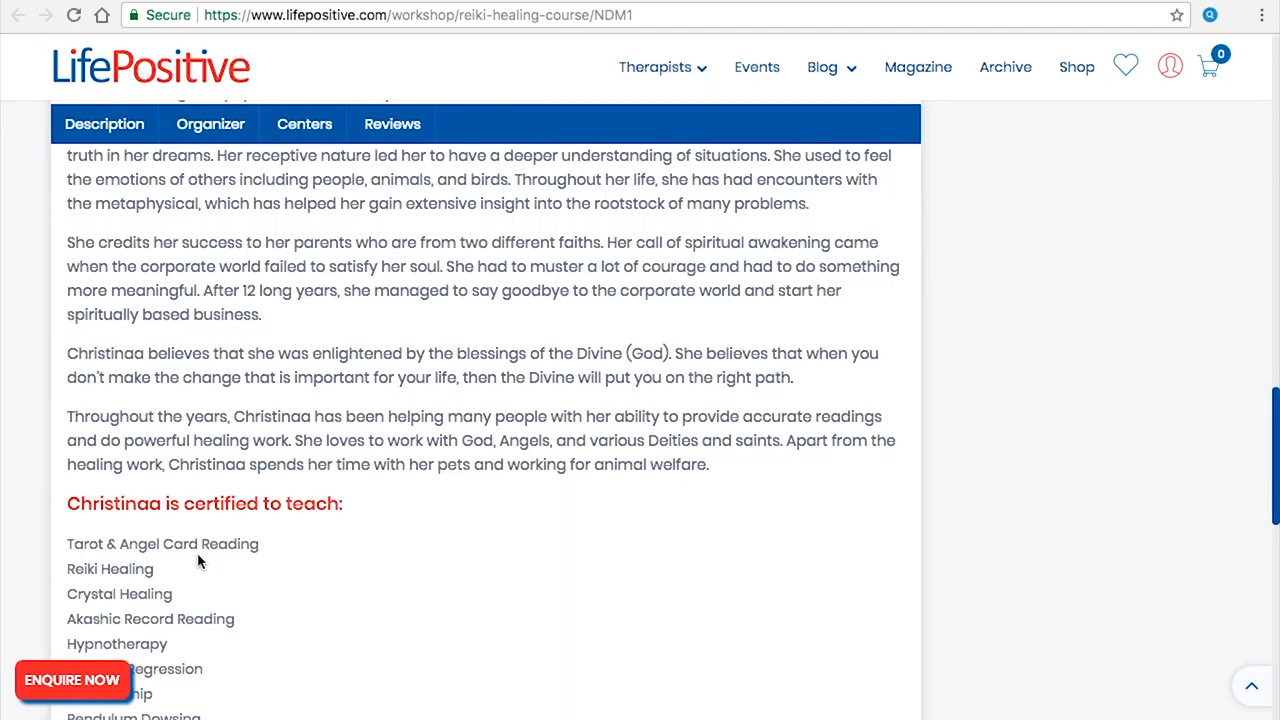 Secure https://www.lifepositive.com/workshop/reiki-healing-course/NDM1
LifePositive
Therapists Events Blog Magazine Archive Shop 0
Description Organizer Centers Reviews
truth in her dreams. Her receptive nature led her to have a deeper understanding of situations. She used to feel
the emotions of others including people, animals, and birds. Throughout her life, she has had encounters with
the metaphysical, which has helped her gain extensive insight into the rootstock of many problems.
She credits her success to her parents who are from two different faiths. Her call of spiritual awakening came
when the corporate world failed to satisfy her soul. She had to muster a lot of courage and had to do something
more meaningful. After 12 long years, she managed to say goodbye to the corporate world and start her
spiritually based business.
Christinaa believes that she was enlightened by the blessings of the Divine (God). She believes that when you
don't make the change that is important for your life, then the Divine will put you on the right path.
Throughout the years, Christinaa has been helping many people with her ability to provide accurate readings
and do powerful healing work. She loves to work with God, Angels, and various Deities and saints. Apart from the
healing work, Christinaa spends her time with her pets and working for animal welfare.
Christinaa is certified to teach:
Tarot & Angel Card Reading
Reiki Healing
Crystal Healing
Akashic Record Reading
Hypnotherapy
Regression
ENQUIRE NOW
hip
Pendulum Dowsing